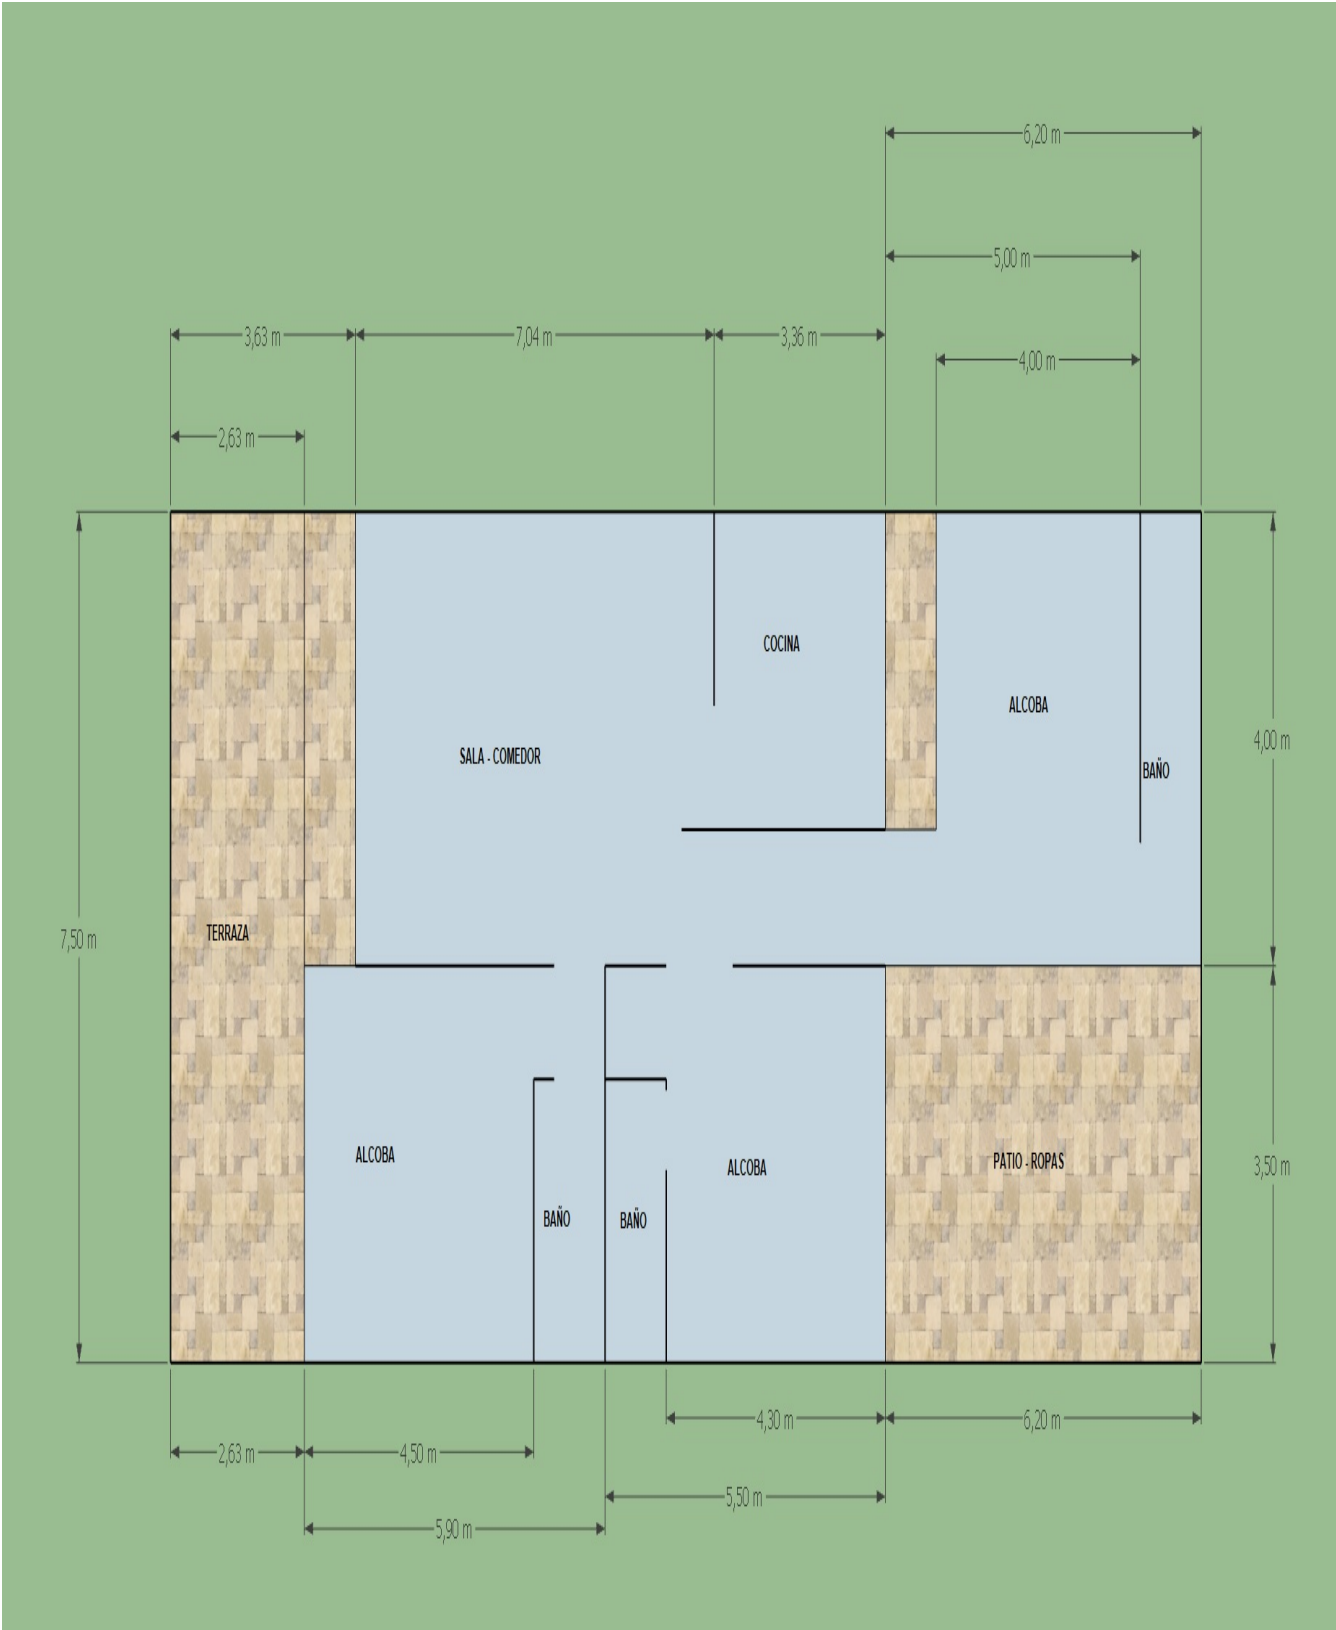 6,20 m
5,00 m
3,63 m
7,04 m
3,36 m
4,00 m
2,63 m
COCINA
ALCOBA
SALA - COMEDOR
4,00 m
BAÑO
TERRAZA
7,50 m
ALCOBA
ALCOBA
PATIO - ROPAS
3,50 m
BAÑO
BAÑO
4,30 m
6,20 m
2,63 m
4,50 m
5,50 m
5,90 m